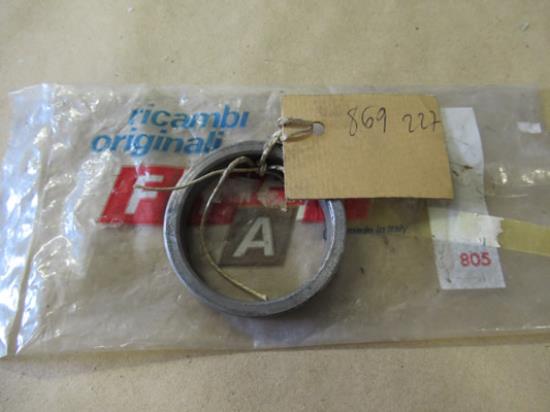 ricambi
originali
869 227
F
A
made in Italy
805